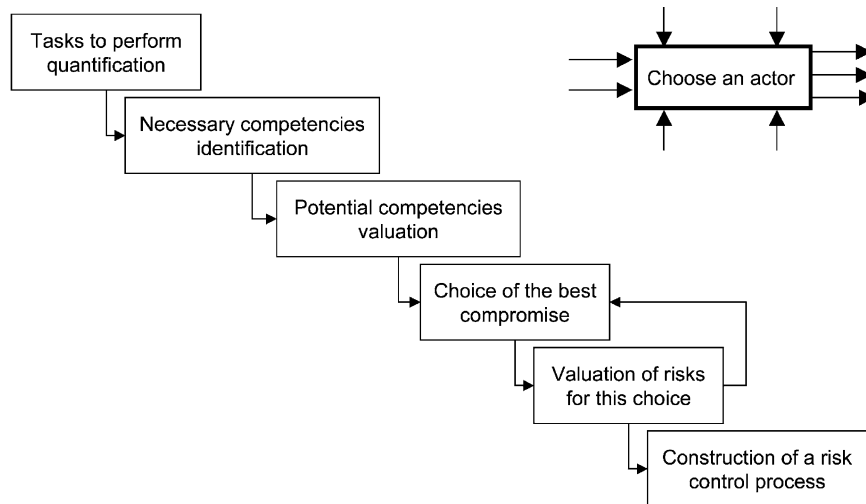 Tasks to perform
quantification
Choose an actor
Necessary competencies
identification
Potential competencies
valuation
Choice of the best
compromise
Valuation of risks
for this choice
Construction of a risk
control process